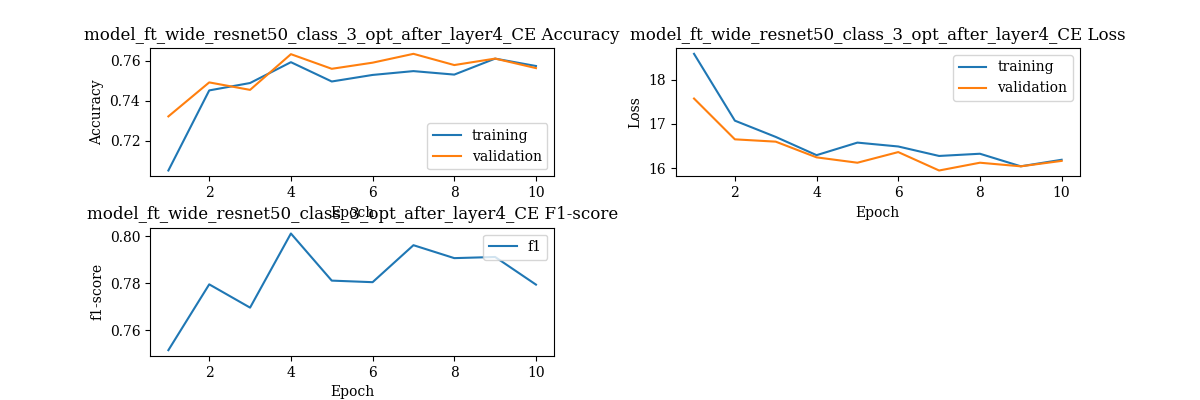 model_ft_wide_resnet50_class_3_opt_after_layer4_CE Accuracy
0.76
0.74
0.72
Accuracy
training
validation
2 4 6 8 10
Epoch
model_ft_wide_resnet50_class_3_opt_after_layer4_CE Loss
18
17
16
Loss
training
validation
2 4 6 8 10
Epoch
model_ft_wide_resnet50_class_3_opt_after_layer4_CE F1-score
0.80
0.78
0.76
f1-score
f1
2 4 6 8 10
Epoch